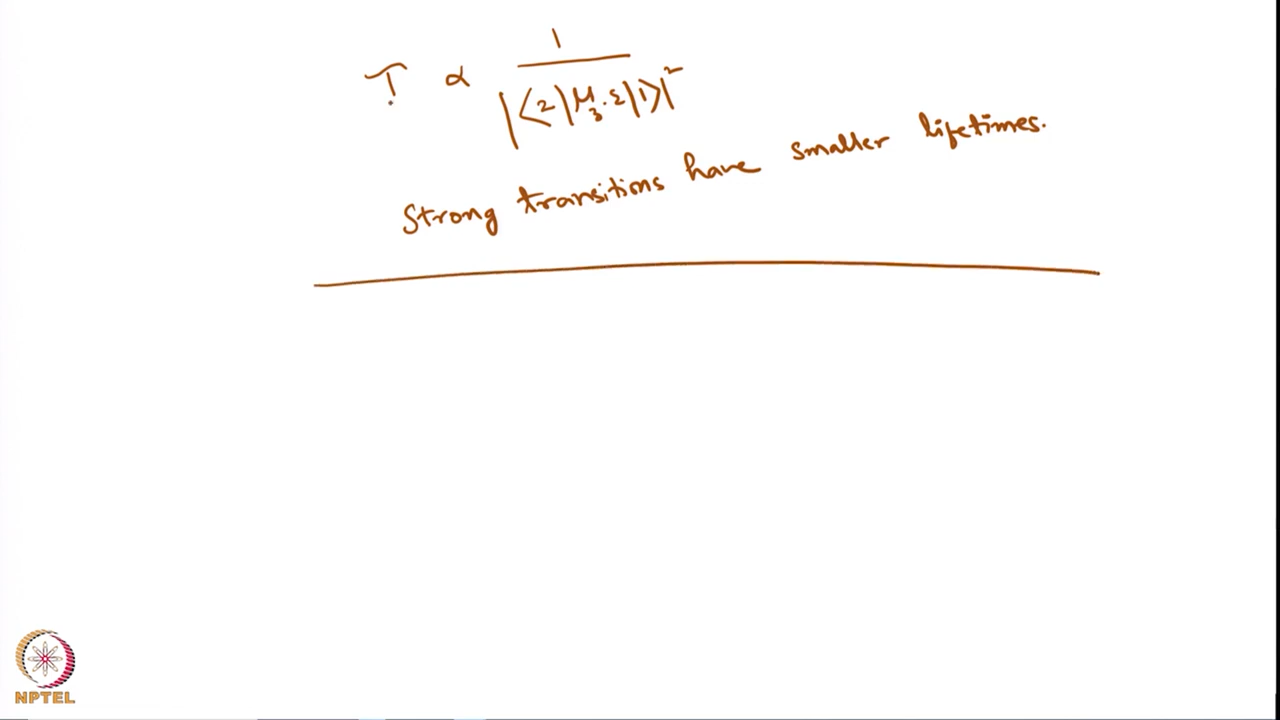 τ ∝ 1 / |⟨2|μ₃.ε|1⟩|²
Strong transitions have smaller lifetimes.
NPTEL